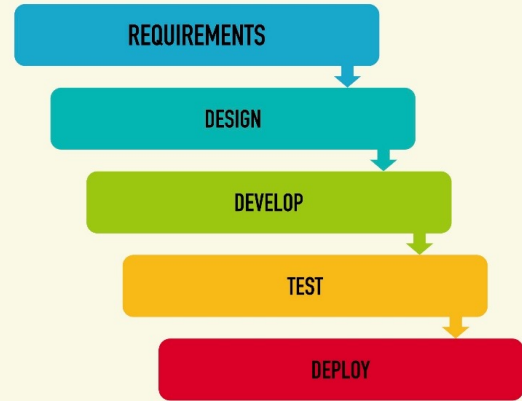 REQUIREMENTS
DESIGN
DEVELOP
TEST
DEPLOY